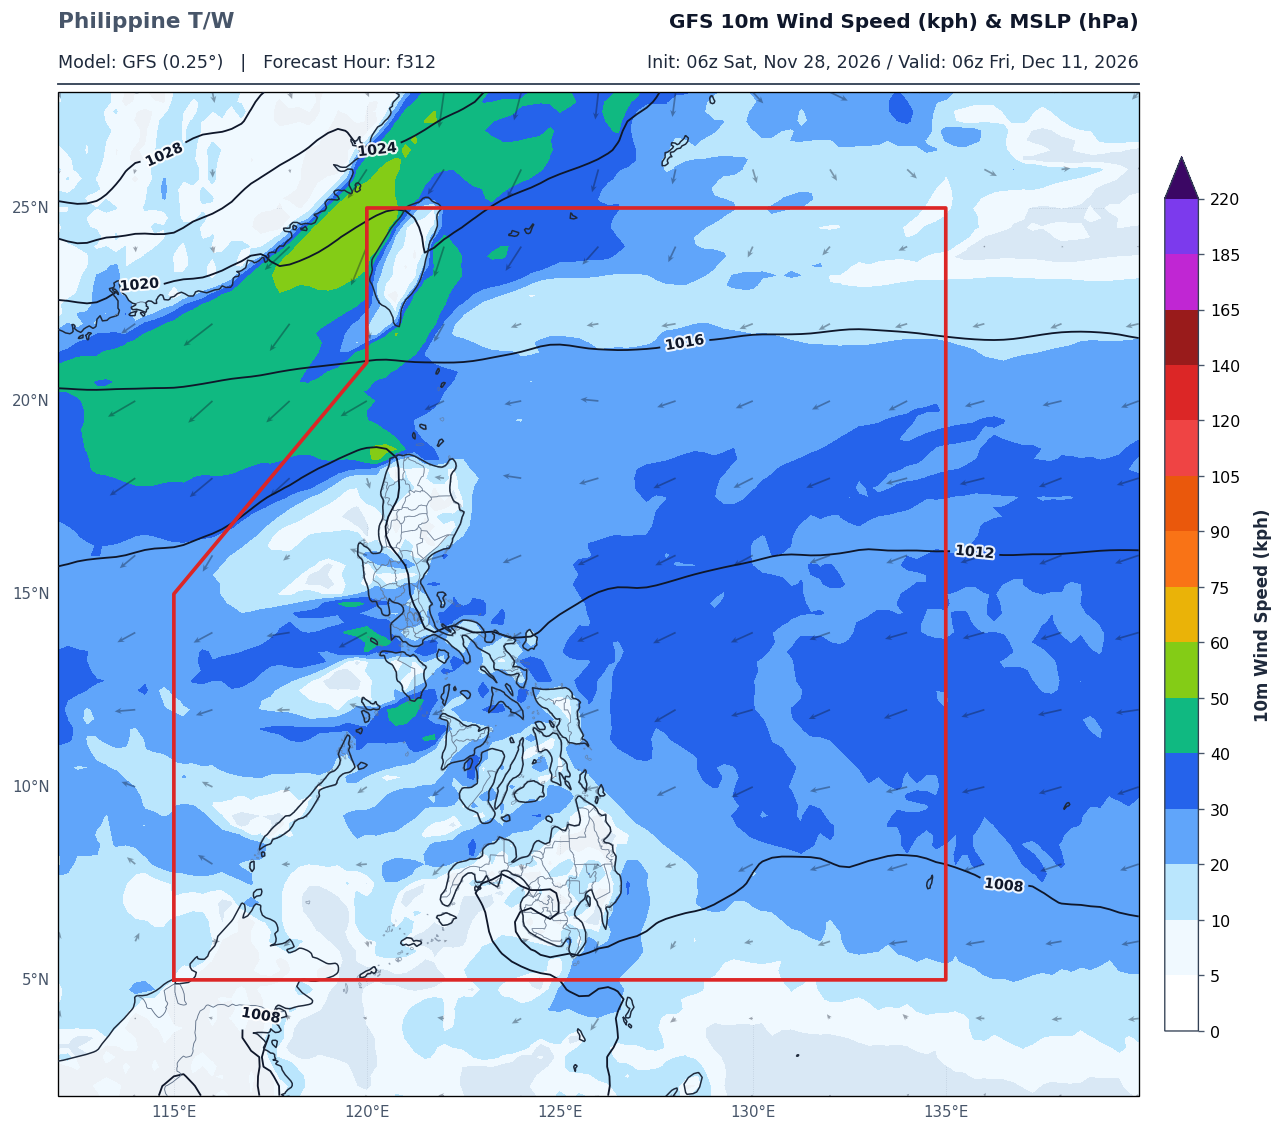 Philippine T/W
GFS 10m Wind Speed (kph) & MSLP (hPa)
Model: GFS (0.25°) | Forecast Hour: f312
Init: 06z Sat, Nov 28, 2026 / Valid: 06z Fri, Dec 11, 2026
1028
1024
1020
1016
1012
1008
1008
25°N
20°N
15°N
10°N
5°N
115°E
120°E
125°E
130°E
135°E
220
185
165
140
120
105
90
75
60
50
40
30
20
10
5
0
10m Wind Speed (kph)